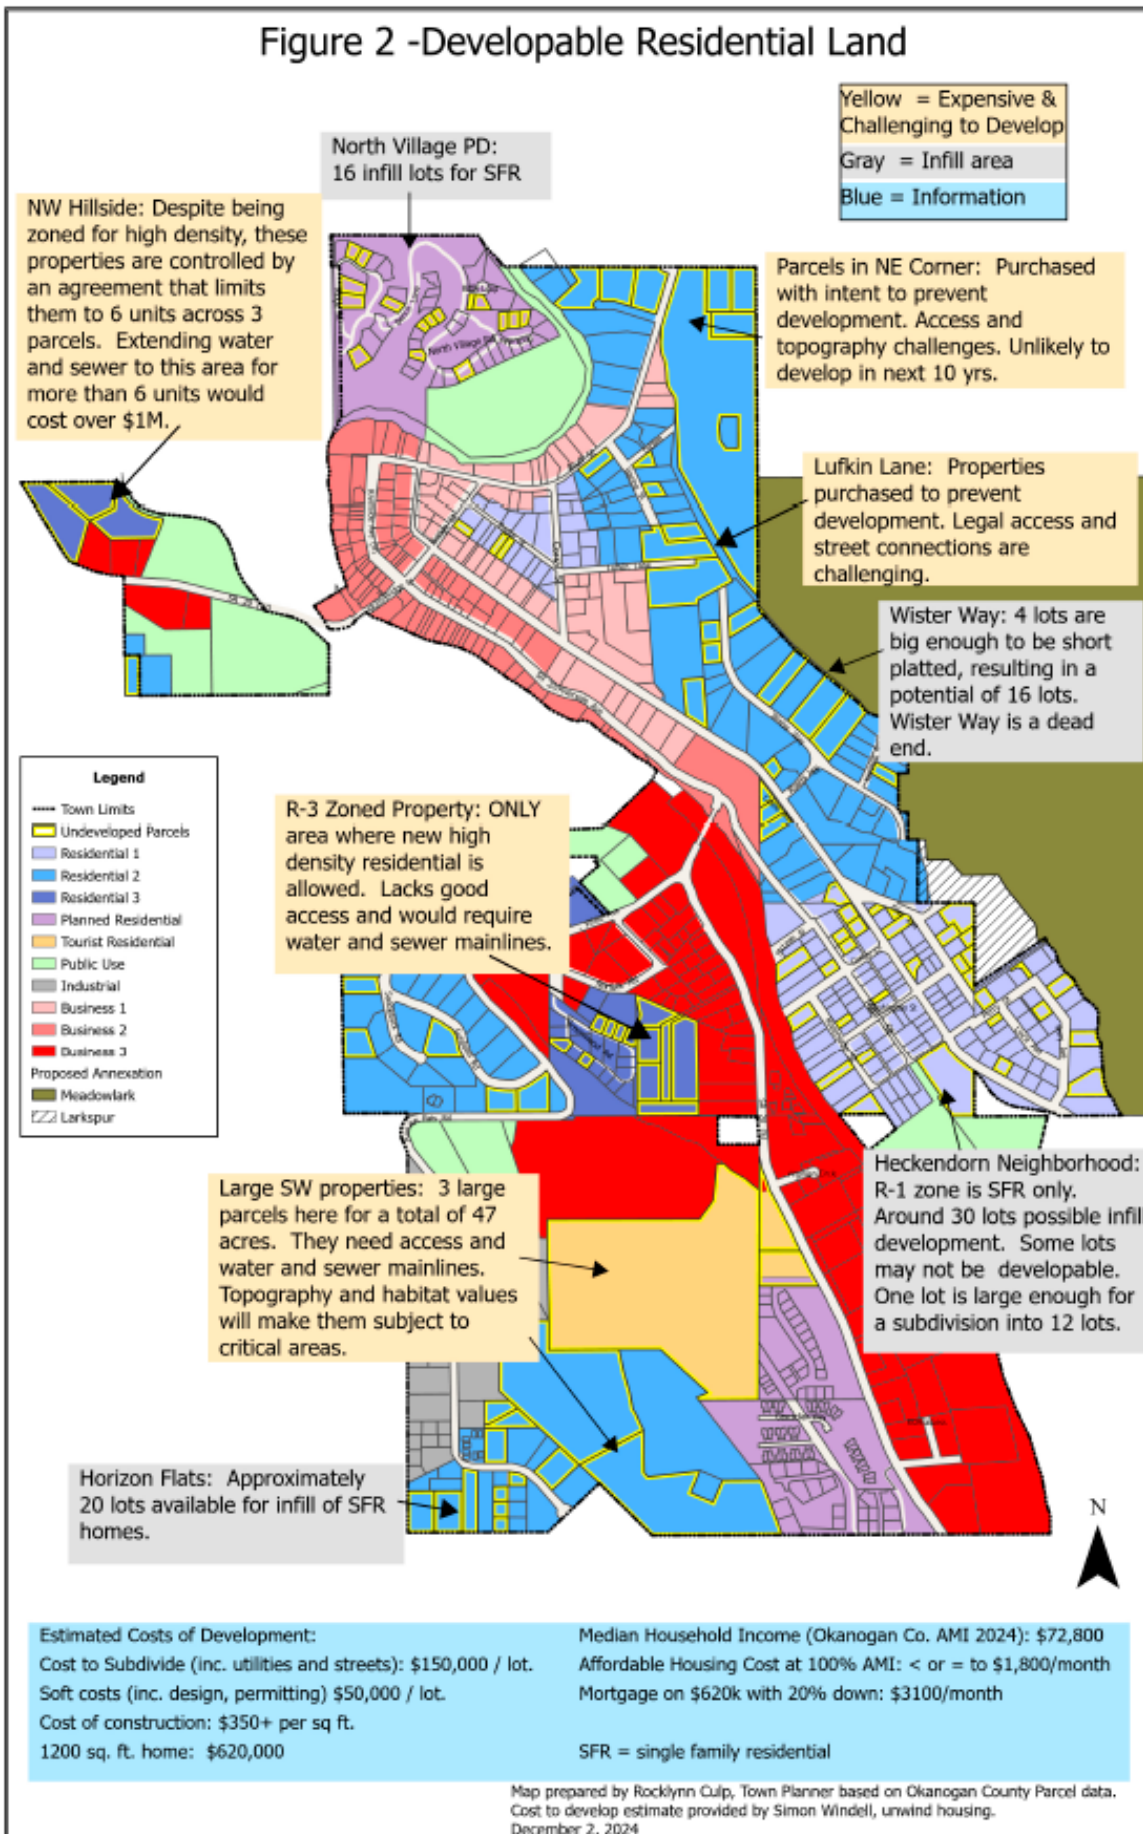 Figure 2 -Developable Residential Land
Yellow = Expensive &
Challenging to Develop
Gray = Infill area
Blue = Information
North Village PD:
16 infill lots for SFR
NW Hillside: Despite being
zoned for high density, these
properties are controlled by
an agreement that limits
them to 6 units across 3
parcels. Extending water
and sewer to this area for
more than 6 units would
cost over $1M.
Parcels in NE Corner: Purchased
with intent to prevent
development. Access and
topography challenges. Unlikely to
develop in next 10 yrs.
Lufkin Lane: Properties
purchased to prevent
development. Legal access and
street connections are
challenging.
Wister Way: 4 lots are
big enough to be short
platted, resulting in a
potential of 16 lots.
Wister Way is a dead
end.
Legend
Town Limits
Undeveloped Parcels
Residential 1
Residential 2
Residential 3
Planned Residential
Tourist Residential
Public Use
Industrial
Business 1
Business 2
Business 3
Proposed Annexation
Meadowlark
Larkspur
R-3 Zoned Property: ONLY
area where new high
density residential is
allowed. Lacks good
access and would require
water and sewer mainlines.
Large SW properties: 3 large
parcels here for a total of 47
acres. They need access and
water and sewer mainlines.
Topography and habitat values
will make them subject to
critical areas.
Heckendorn Neighborhood:
R-1 zone is SFR only.
Around 30 lots possible infill
development. Some lots
may not be developable.
One lot is large enough for
a subdivision into 12 lots.
Horizon Flats: Approximately
20 lots available for infill of SFR
homes.
N
Estimated Costs of Development:
Cost to Subdivide (inc. utilities and streets): $150,000 / lot.
Soft costs (inc. design, permitting) $50,000 / lot.
Cost of construction: $350+ per sq ft.
1200 sq. ft. home: $620,000
Median Household Income (Okanogan Co. AMI 2024): $72,800
Affordable Housing Cost at 100% AMI: < or = to $1,800/month
Mortgage on $620k with 20% down: $3100/month
SFR = single family residential
Map prepared by Rocklynn Culp, Town Planner based on Okanogan County Parcel data.
Cost to develop estimate provided by Simon Windell, unwind housing.
December 2, 2024